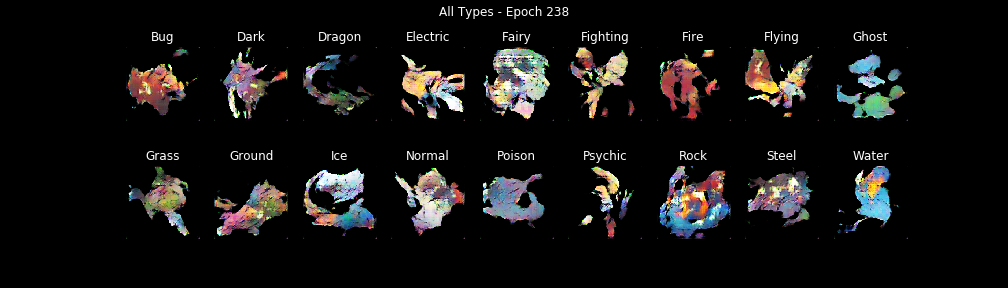 All Types - Epoch 238
Bug Dark Dragon Electric Fairy Fighting Fire Flying Ghost
Grass Ground Ice Normal Poison Psychic Rock Steel Water